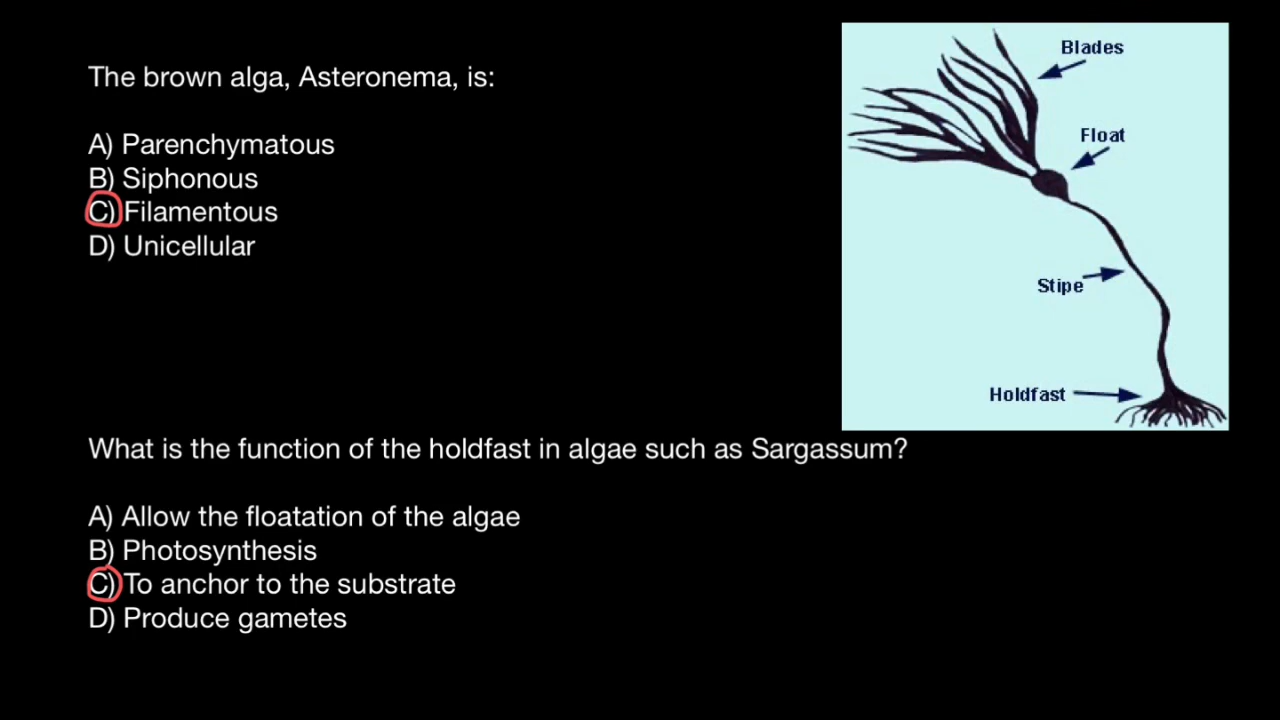 The brown alga, Asteronema, is:
A) Parenchymatous
B) Siphonous
C) Filamentous
D) Unicellular
Blades
Float
Stipe
Holdfast
What is the function of the holdfast in algae such as Sargassum?
A) Allow the floatation of the algae
B) Photosynthesis
C) To anchor to the substrate
D) Produce gametes